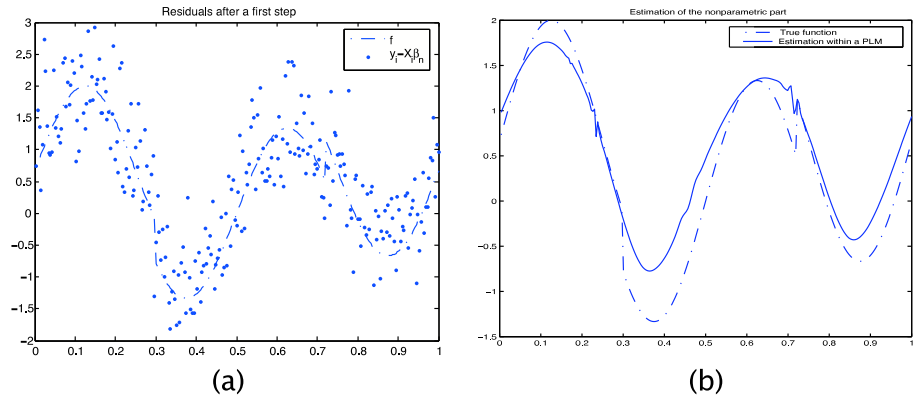 Residuals after a first step
3
2.5
2
1.5
1
0.5
0
−0.5
−1
−1.5
−2
0 0.1 0.2 0.3 0.4 0.5 0.6 0.7 0.8 0.9 1
f
yᵢ−Xᵢβₙ
(a)
Estimation of the nonparametric part
2
1.5
1
0.5
0
−0.5
−1
−1.5
0 0.1 0.2 0.3 0.4 0.5 0.6 0.7 0.8 0.9 1
True function
Estimation within a PLM
(b)